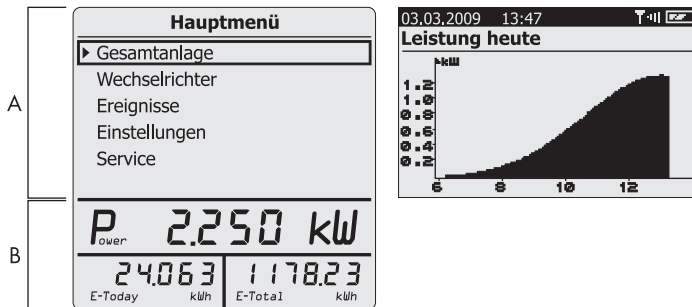 A
Hauptmenü
Gesamtanlage
Wechselrichter
Ereignisse
Einstellungen
Service
B
Power 2.250 kW
24.063
E-Today kWh
1178.23
E-Total kWh
03.03.2009 13:47
Leistung heute
kW
1.2
1.0
0.8
0.6
0.4
0.2
6 8 10 12